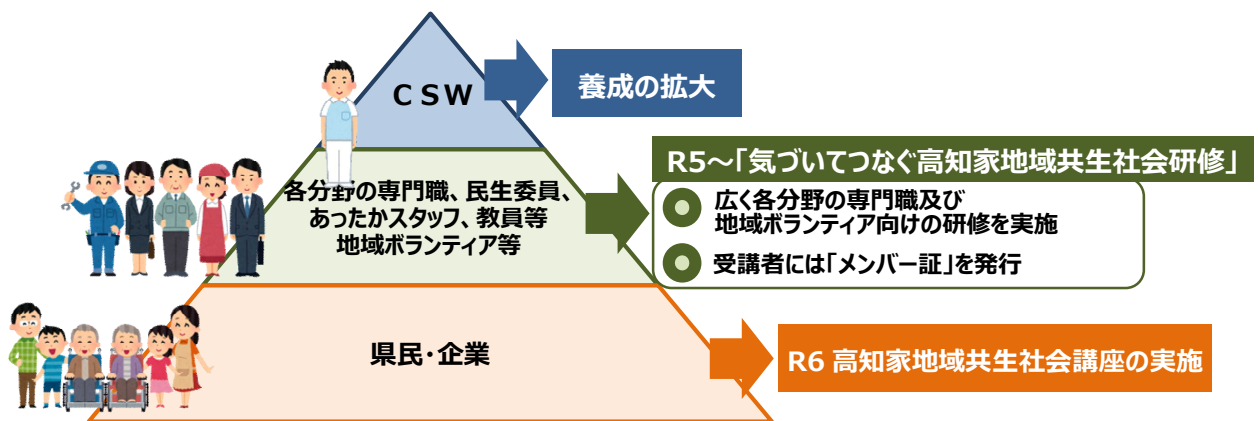 CSW
養成の拡大
各分野の専門職、民生委員、
あったかスタッフ、教員等
地域ボランティア等
R5～「気づいてつなぐ高知家地域共生社会研修」
広く各分野の専門職及び
地域ボランティア向けの研修を実施
受講者には「メンバー証」を発行
県民・企業
R6 高知家地域共生社会講座の実施